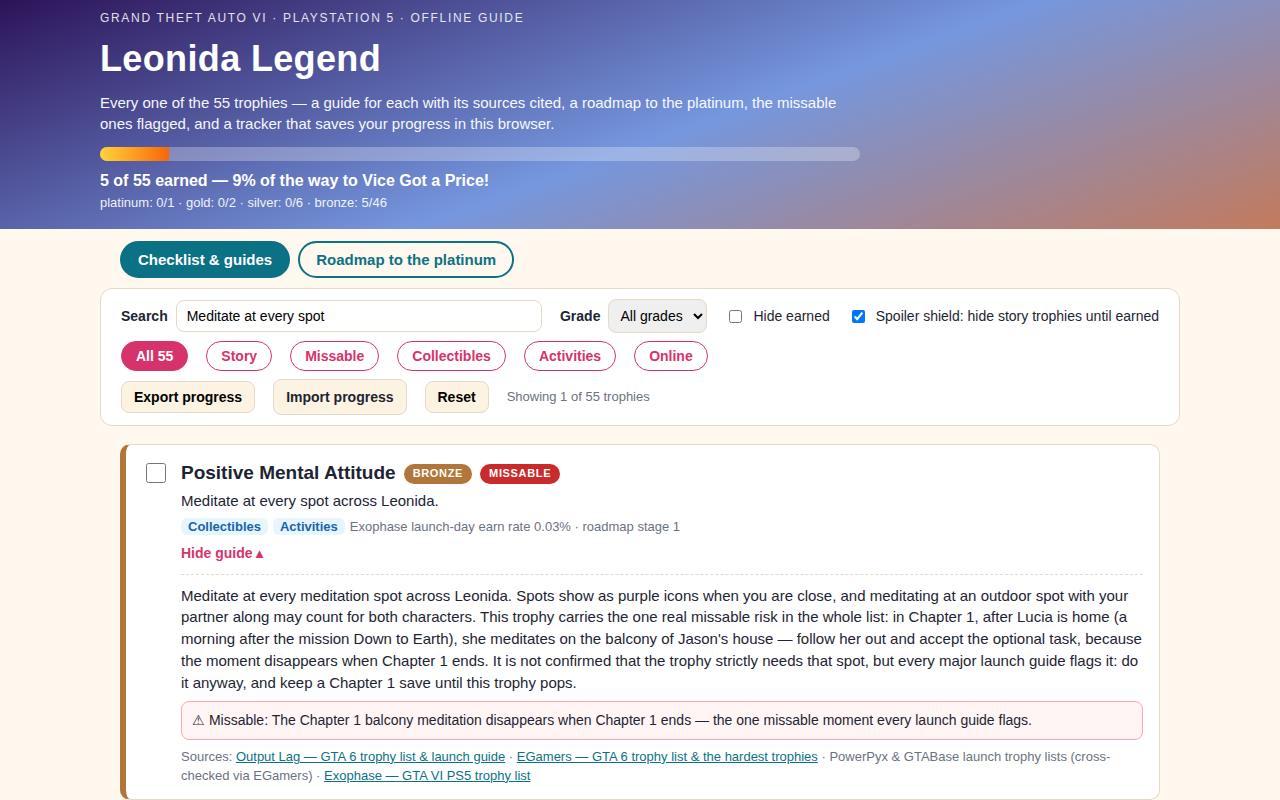 GRAND THEFT AUTO VI · PLAYSTATION 5 · OFFLINE GUIDE
Leonida Legend
Every one of the 55 trophies — a guide for each with its sources cited, a roadmap to the platinum, the missable
ones flagged, and a tracker that saves your progress in this browser.
5 of 55 earned — 9% of the way to Vice Got a Price!
platinum: 0/1 · gold: 0/2 · silver: 0/6 · bronze: 5/46
Checklist & guides Roadmap to the platinum
Search Meditate at every spot Grade All grades Hide earned Spoiler shield: hide story trophies until earned
All 55 Story Missable Collectibles Activities Online
Export progress Import progress Reset Showing 1 of 55 trophies
Positive Mental Attitude BRONZE MISSABLE
Meditate at every spot across Leonida.
Collectibles Activities Exophase launch-day earn rate 0.03% · roadmap stage 1
Hide guide ▴
Meditate at every meditation spot across Leonida. Spots show as purple icons when you are close, and meditating at an outdoor spot with your
partner along may count for both characters. This trophy carries the one real missable risk in the whole list: in Chapter 1, after Lucia is home (a
morning after the mission Down to Earth), she meditates on the balcony of Jason's house — follow her out and accept the optional task, because
the moment disappears when Chapter 1 ends. It is not confirmed that the trophy strictly needs that spot, but every major launch guide flags it: do
it anyway, and keep a Chapter 1 save until this trophy pops.
⚠ Missable: The Chapter 1 balcony meditation disappears when Chapter 1 ends — the one missable moment every launch guide flags.
Sources: Output Lag — GTA 6 trophy list & launch guide · EGamers — GTA 6 trophy list & the hardest trophies · PowerPyx & GTABase launch trophy lists (cross-
checked via EGamers) · Exophase — GTA VI PS5 trophy list